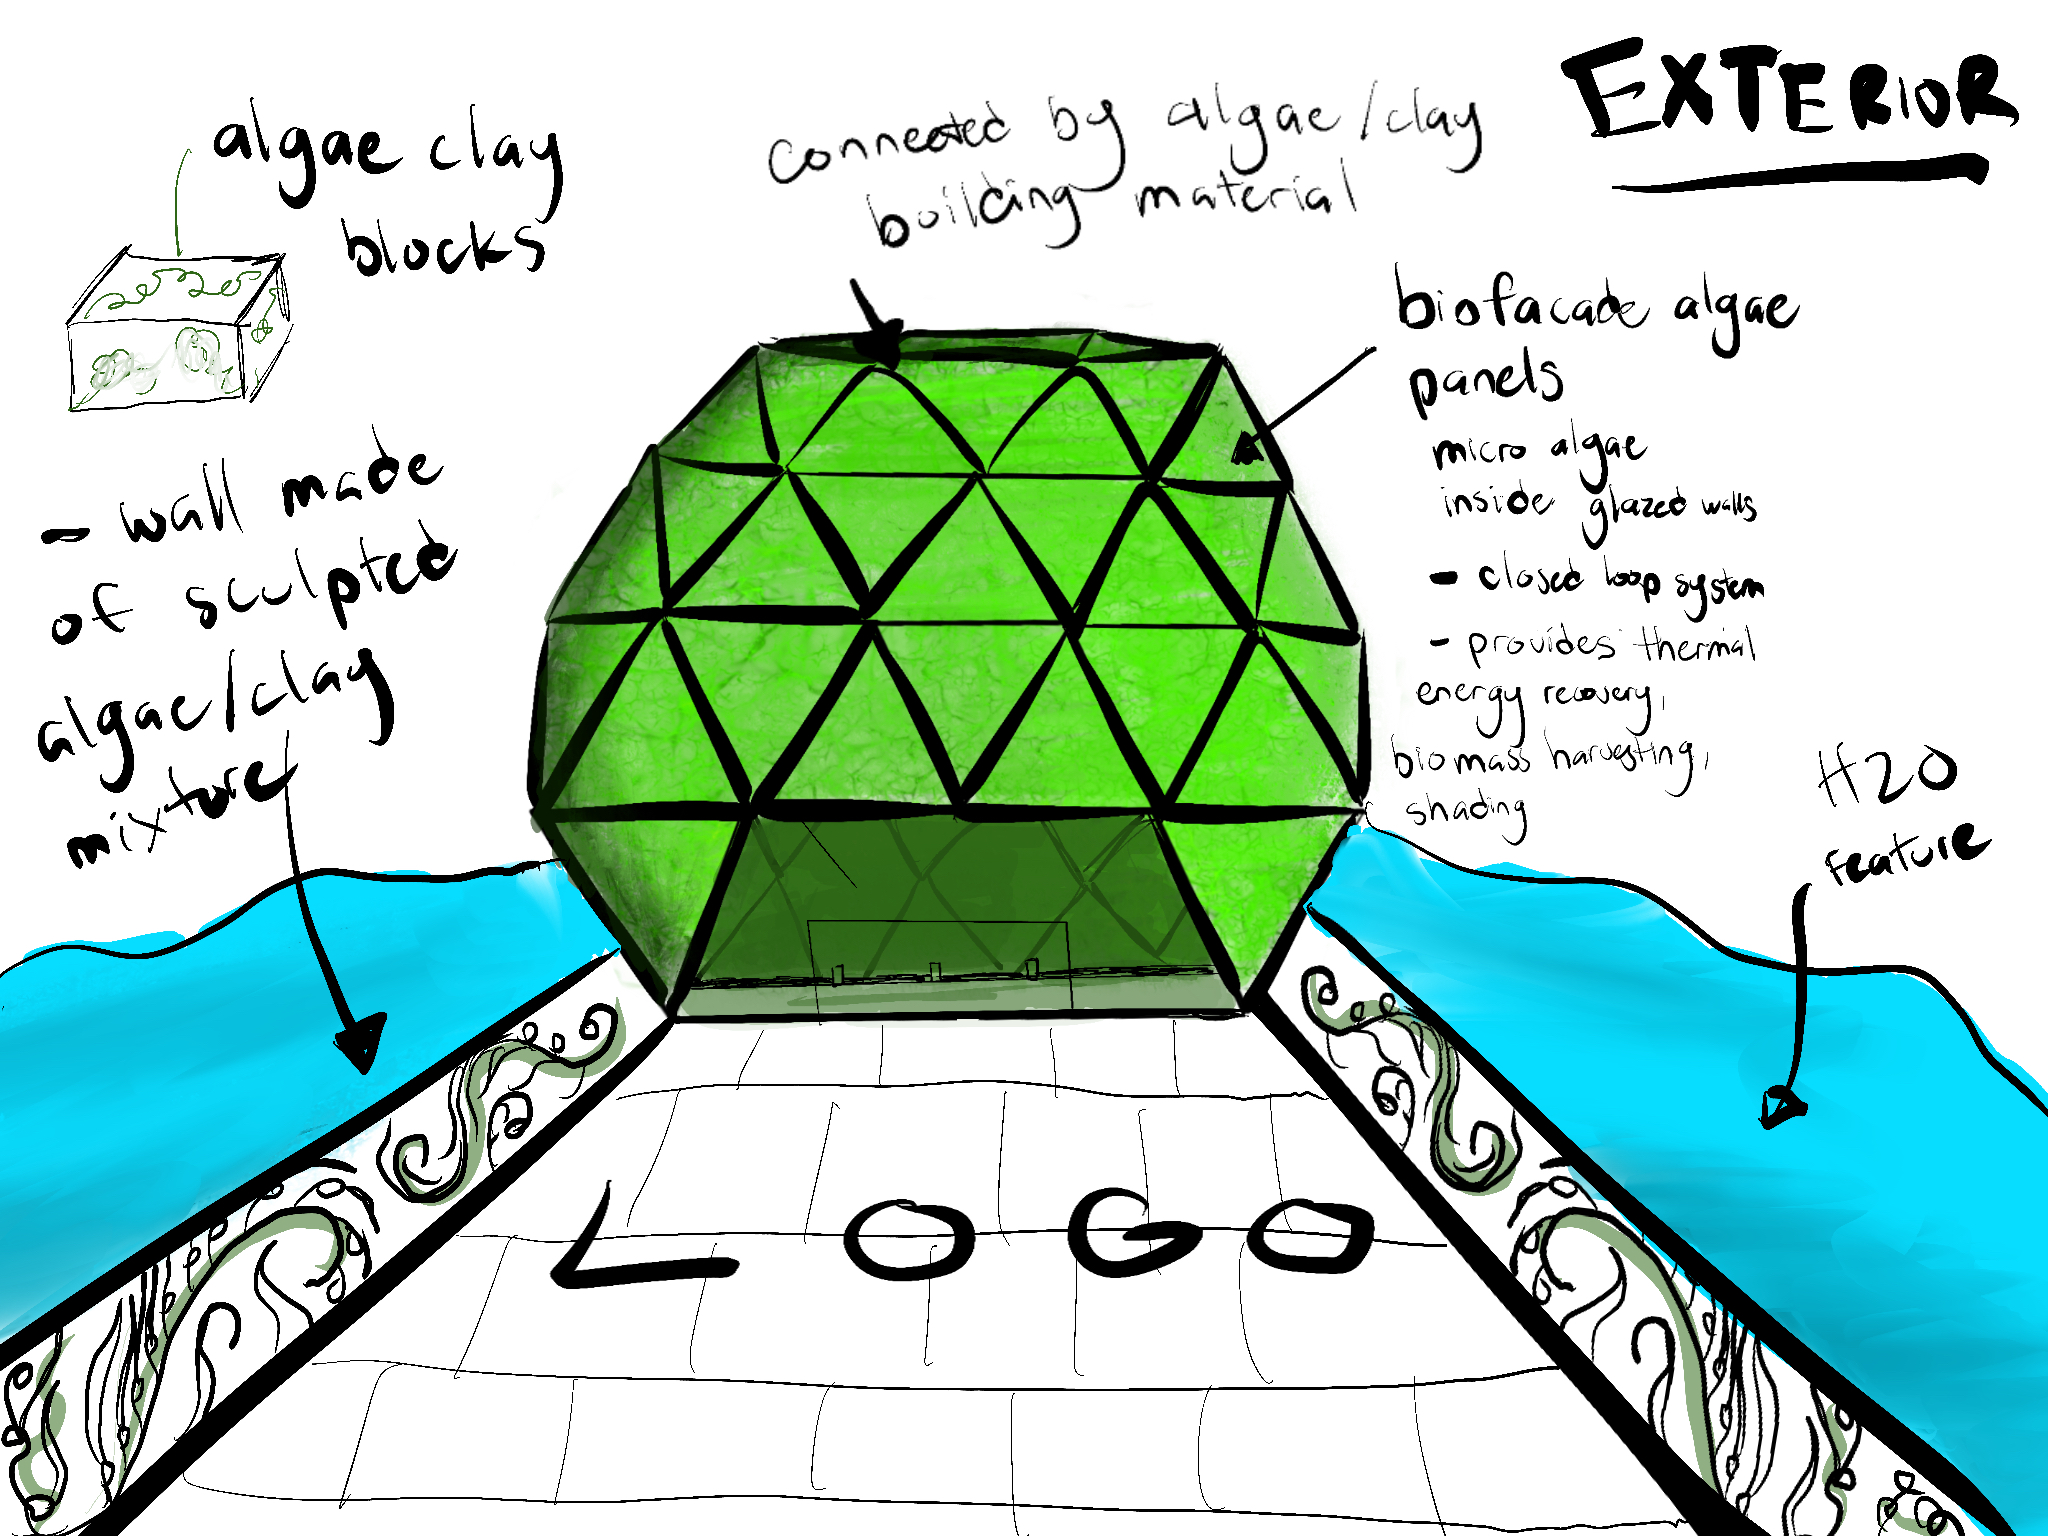 EXTERIOR
algae clay
blocks
connected by algae/clay
building material
biofacade algae
panels
micro algae
inside glazed walls
- closed loop system
- provides thermal
energy recovery,
biomass harvesting,
shading
- wall made
of sculpted
algae/clay
mixture
H2O
feature
LOGO